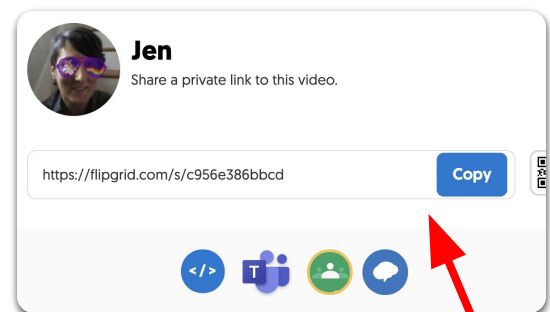 Jen
Share a private link to this video.
https://flipgrid.com/s/c956e386bbcd
Copy
</>
T